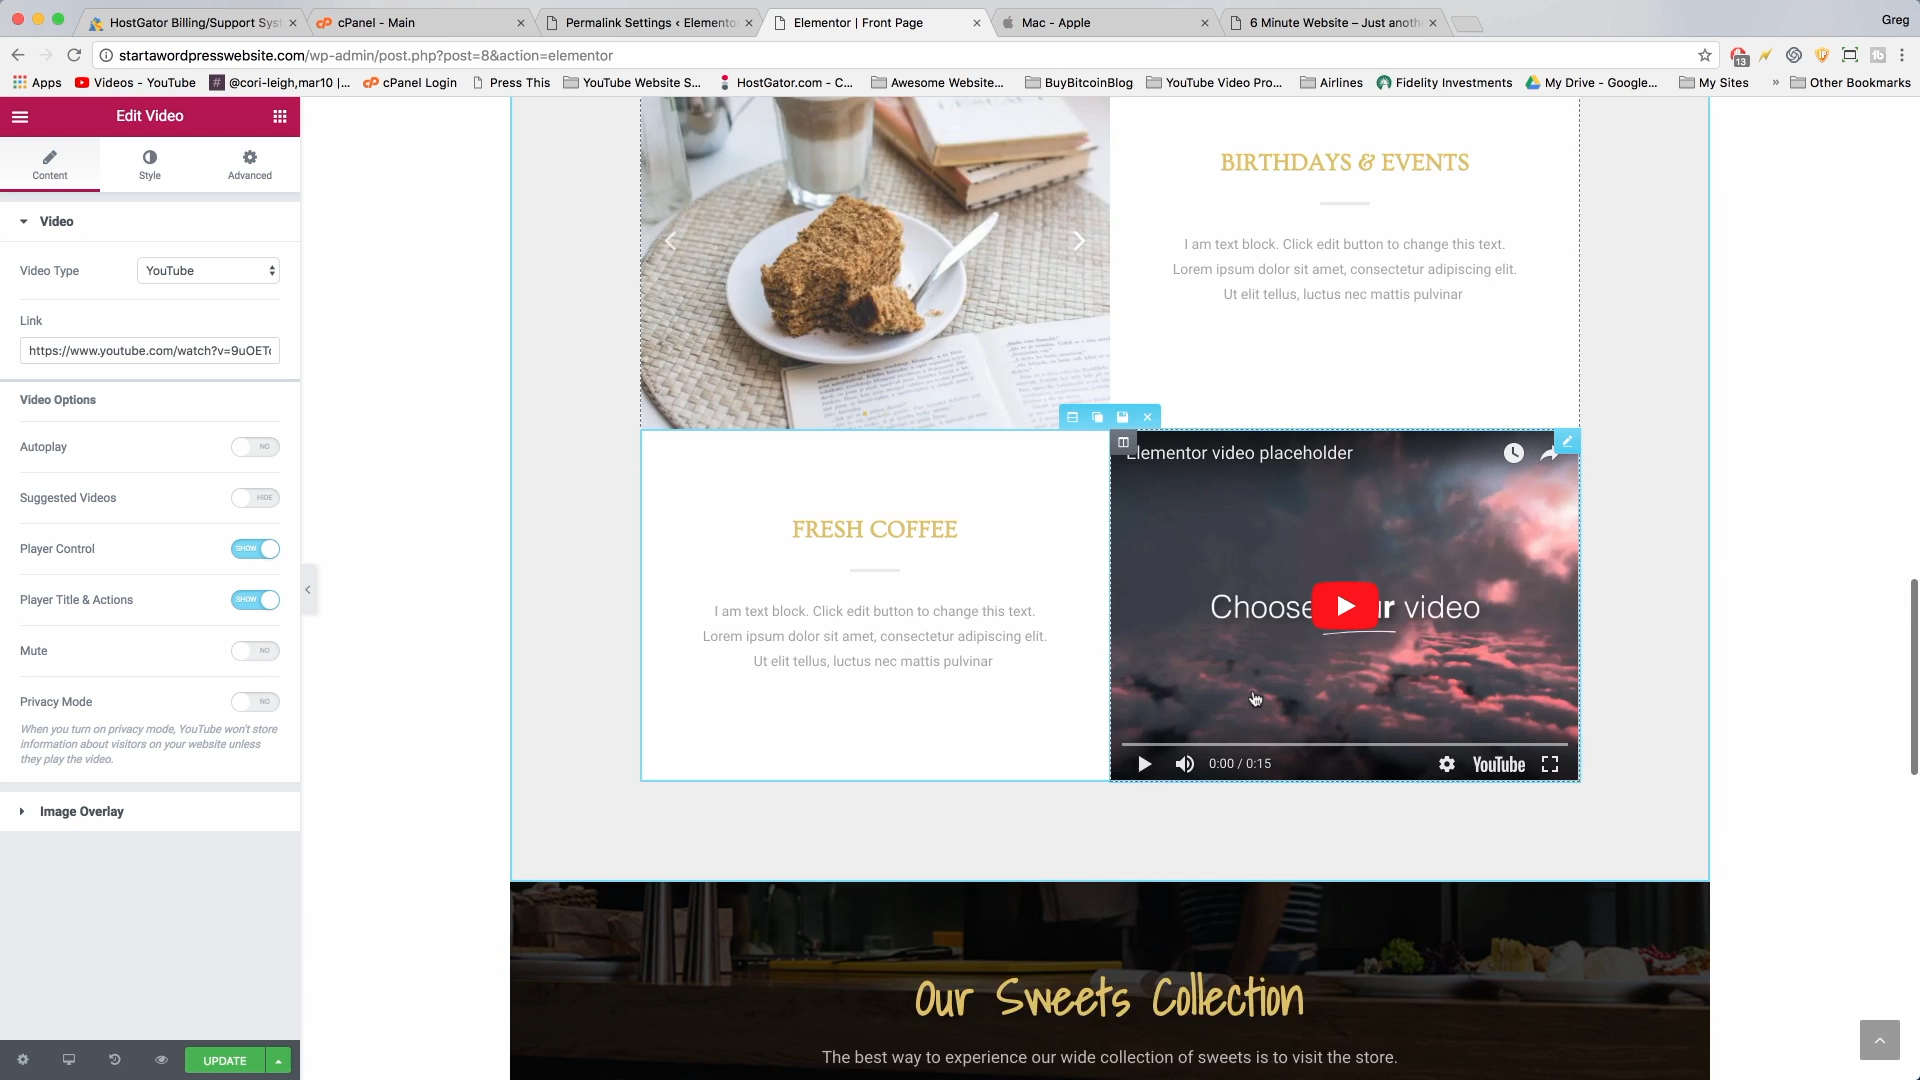 HostGator Billing/Support Syst
cPanel - Main
Permalink Settings ‹ Elemento
Elementor | Front Page
Mac - Apple
6 Minute Website – Just anoth
Greg
startawordpresswebsite.com/wp-admin/post.php?post=8&action=elementor
13
Apps
Videos - YouTube
@cori-leigh,mar10 |...
cPanel Login
Press This
YouTube Website S...
HostGator.com - C...
Awesome Website...
BuyBitcoinBlog
YouTube Video Pro...
Airlines
Fidelity Investments
My Drive - Google...
My Sites
»
Other Bookmarks
Edit Video
Content
Style
Advanced
Video
Video Type
YouTube
Link
https://www.youtube.com/watch?v=9uOET
Video Options
Autoplay
NO
Suggested Videos
HIDE
Player Control
SHOW
Player Title & Actions
SHOW
Mute
NO
Privacy Mode
NO
When you turn on privacy mode, YouTube won't store
information about visitors on your website unless
they play the video.
Image Overlay
UPDATE
BIRTHDAYS & EVENTS
I am text block. Click edit button to change this text.
Lorem ipsum dolor sit amet, consectetur adipiscing elit.
Ut elit tellus, luctus nec mattis pulvinar
FRESH COFFEE
I am text block. Click edit button to change this text.
Lorem ipsum dolor sit amet, consectetur adipiscing elit.
Ut elit tellus, luctus nec mattis pulvinar
Elementor video placeholder
Choose r video
0:00 / 0:15
YouTube
Our Sweets Collection
The best way to experience our wide collection of sweets is to visit the store.